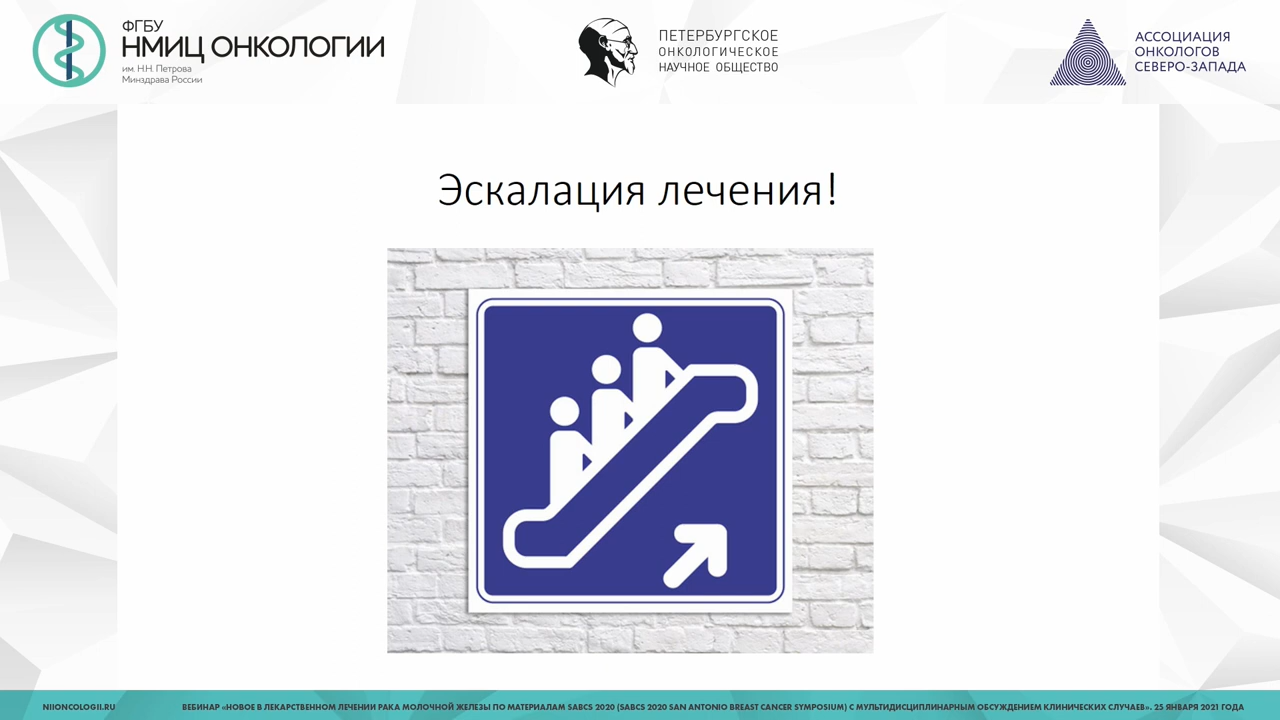 ФГБУ
НМИЦ ОНКОЛОГИИ
им. Н.Н. Петрова
Минздрава России
ПЕТЕРБУРГСКОЕ
ОНКОЛОГИЧЕСКОЕ
НАУЧНОЕ ОБЩЕСТВО
АССОЦИАЦИЯ
ОНКОЛОГОВ
СЕВЕРО-ЗАПАДА
Эскалация лечения!
NIIONCOLOGII.RU
ВЕБИНАР «НОВОЕ В ЛЕКАРСТВЕННОМ ЛЕЧЕНИИ РАКА МОЛОЧНОЙ ЖЕЛЕЗЫ ПО МАТЕРИАЛАМ SABCS 2020 (SABCS 2020 SAN ANTONIO BREAST CANCER SYMPOSIUM) С МУЛЬТИДИСЦИПЛИНАРНЫМ ОБСУЖДЕНИЕМ КЛИНИЧЕСКИХ СЛУЧАЕВ». 25 ЯНВАРЯ 2021 ГОДА